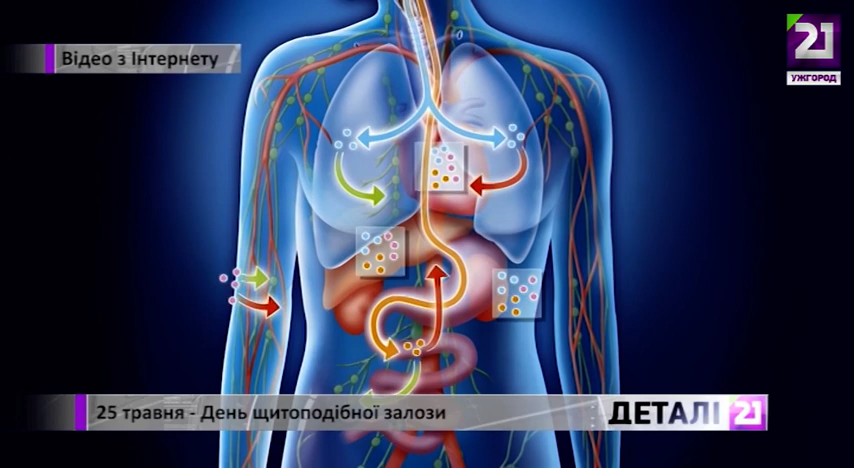 Відео з Інтернету
21
УЖГОРОД
25 травня - День щитоподібної залози
ДЕТАЛІ 21